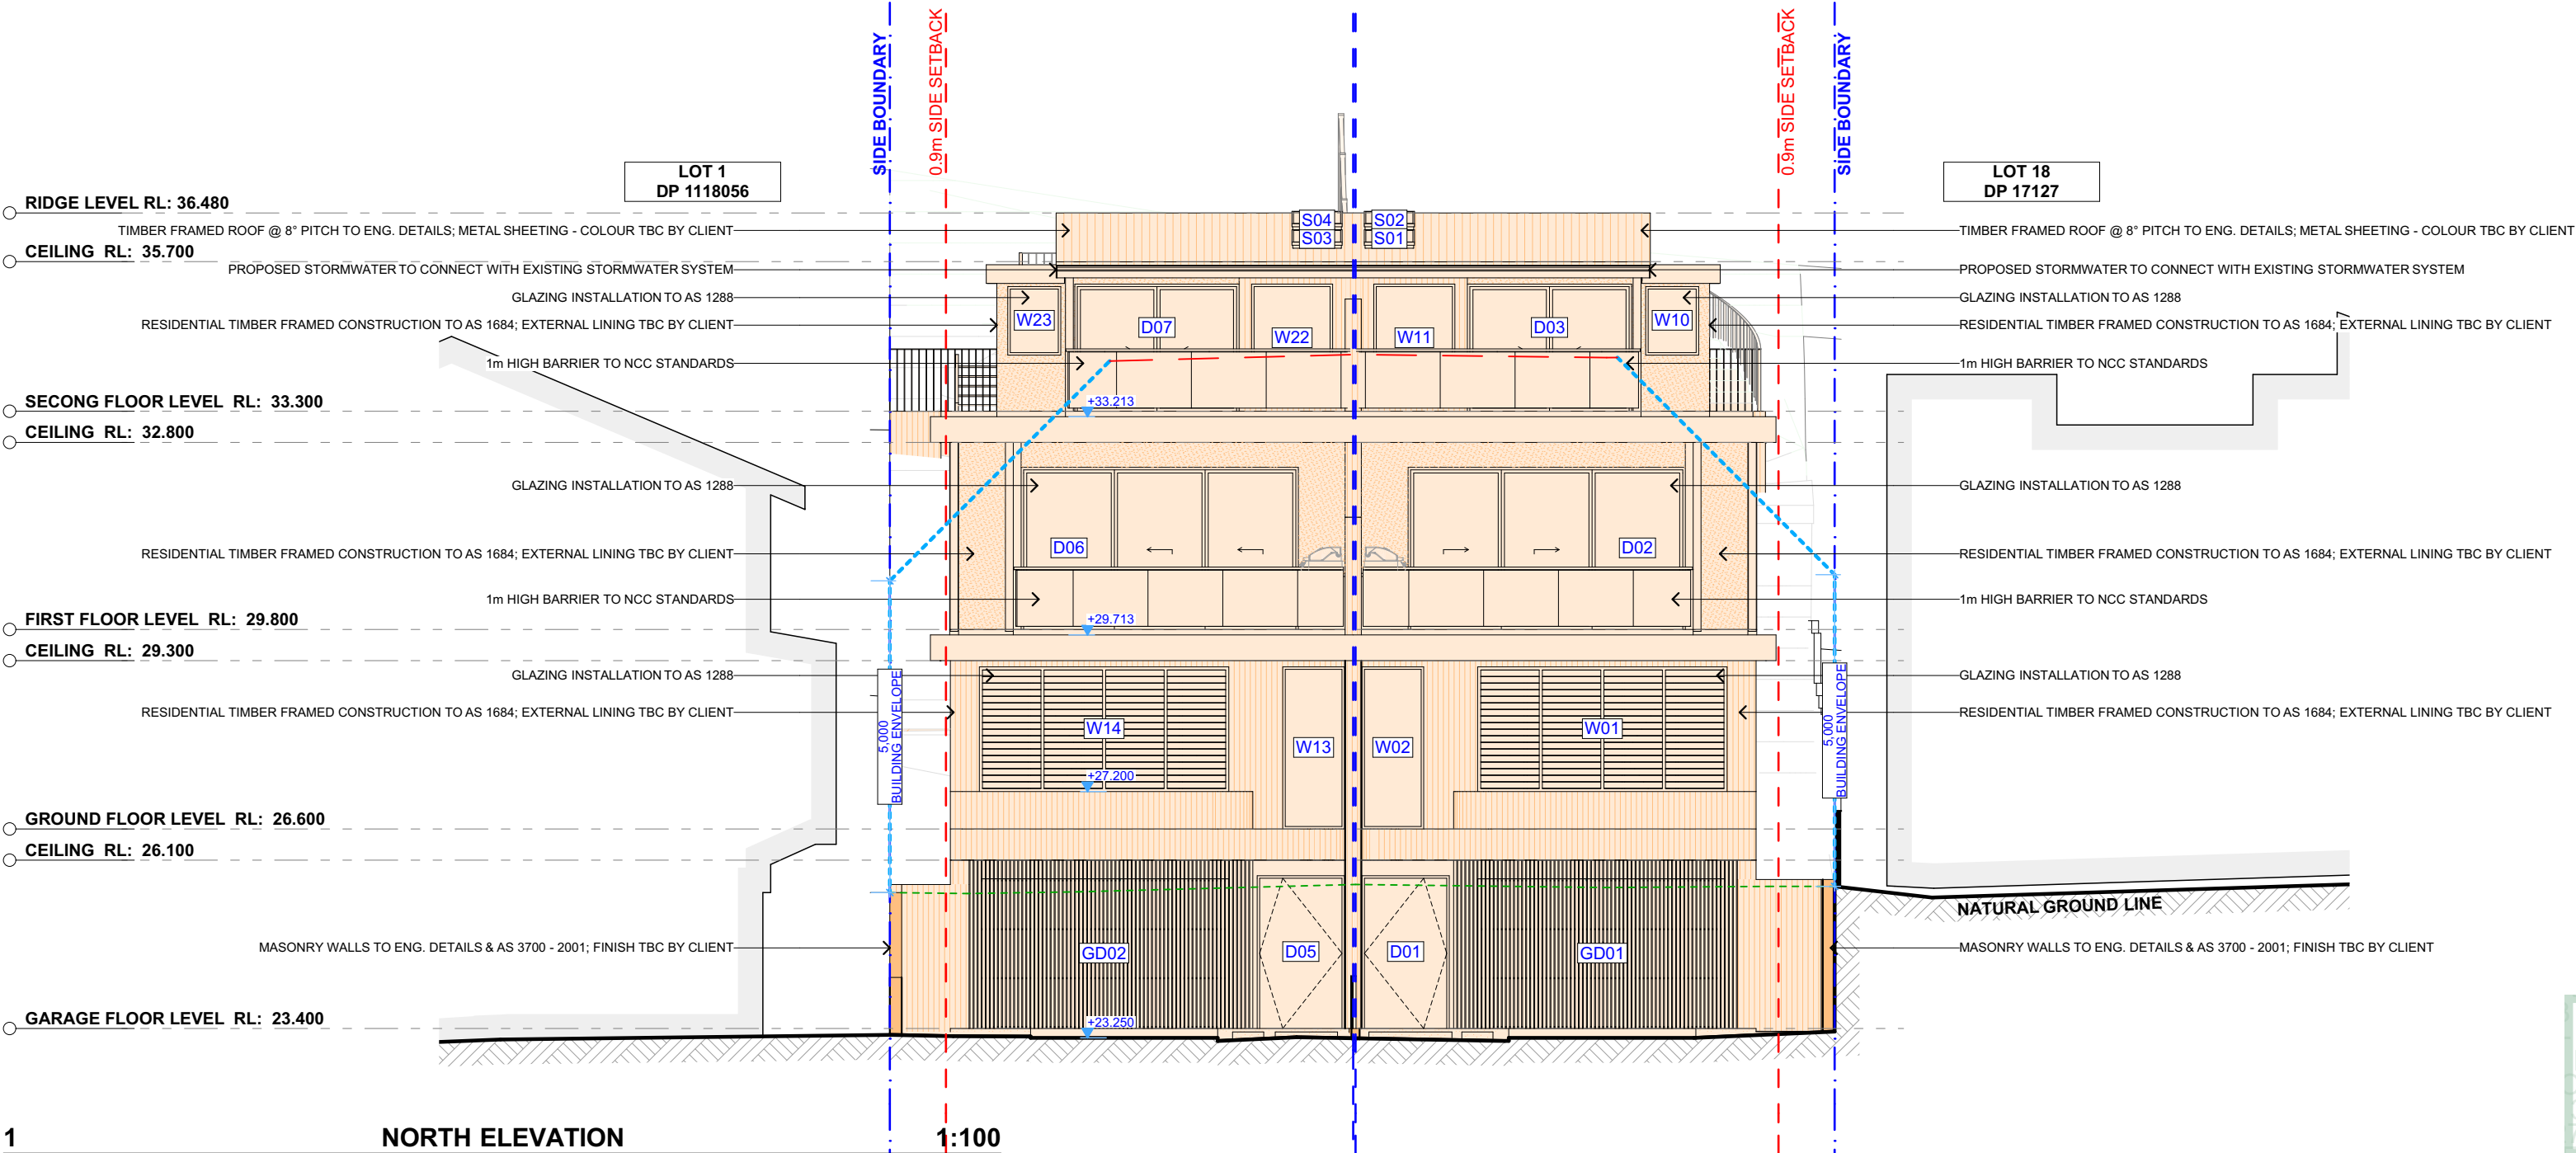 SIDE BOUNDARY
0.9m SIDE SETBACK
0.9m SIDE SETBACK
SIDE BOUNDARY
LOT 1
DP 1118056
LOT 18
DP 17127
RIDGE LEVEL RL: 36.480
S04
S02
TIMBER FRAMED ROOF @ 8° PITCH TO ENG. DETAILS; METAL SHEETING - COLOUR TBC BY CLIENT
S03
S01
TIMBER FRAMED ROOF @ 8° PITCH TO ENG. DETAILS; METAL SHEETING - COLOUR TBC BY CLIENT
CEILING RL: 35.700
PROPOSED STORMWATER TO CONNECT WITH EXISTING STORMWATER SYSTEM
PROPOSED STORMWATER TO CONNECT WITH EXISTING STORMWATER SYSTEM
GLAZING INSTALLATION TO AS 1288
GLAZING INSTALLATION TO AS 1288
RESIDENTIAL TIMBER FRAMED CONSTRUCTION TO AS 1684; EXTERNAL LINING TBC BY CLIENT
W23
D07
W22
W11
D03
W10
RESIDENTIAL TIMBER FRAMED CONSTRUCTION TO AS 1684; EXTERNAL LINING TBC BY CLIENT
1m HIGH BARRIER TO NCC STANDARDS
1m HIGH BARRIER TO NCC STANDARDS
SECONG FLOOR LEVEL RL: 33.300
+33.213
CEILING RL: 32.800
GLAZING INSTALLATION TO AS 1288
GLAZING INSTALLATION TO AS 1288
RESIDENTIAL TIMBER FRAMED CONSTRUCTION TO AS 1684; EXTERNAL LINING TBC BY CLIENT
D06
D02
RESIDENTIAL TIMBER FRAMED CONSTRUCTION TO AS 1684; EXTERNAL LINING TBC BY CLIENT
1m HIGH BARRIER TO NCC STANDARDS
1m HIGH BARRIER TO NCC STANDARDS
FIRST FLOOR LEVEL RL: 29.800
+29.713
CEILING RL: 29.300
GLAZING INSTALLATION TO AS 1288
GLAZING INSTALLATION TO AS 1288
RESIDENTIAL TIMBER FRAMED CONSTRUCTION TO AS 1684; EXTERNAL LINING TBC BY CLIENT
RESIDENTIAL TIMBER FRAMED CONSTRUCTION TO AS 1684; EXTERNAL LINING TBC BY CLIENT
5,000
BUILDING ENVELOPE
W14
W13
W02
W01
5,000
BUILDING ENVELOPE
+27.200
GROUND FLOOR LEVEL RL: 26.600
CEILING RL: 26.100
NATURAL GROUND LINE
MASONRY WALLS TO ENG. DETAILS & AS 3700 - 2001; FINISH TBC BY CLIENT
GD02
D05
D01
GD01
MASONRY WALLS TO ENG. DETAILS & AS 3700 - 2001; FINISH TBC BY CLIENT
GARAGE FLOOR LEVEL RL: 23.400
+23.250
1
NORTH ELEVATION
1:100